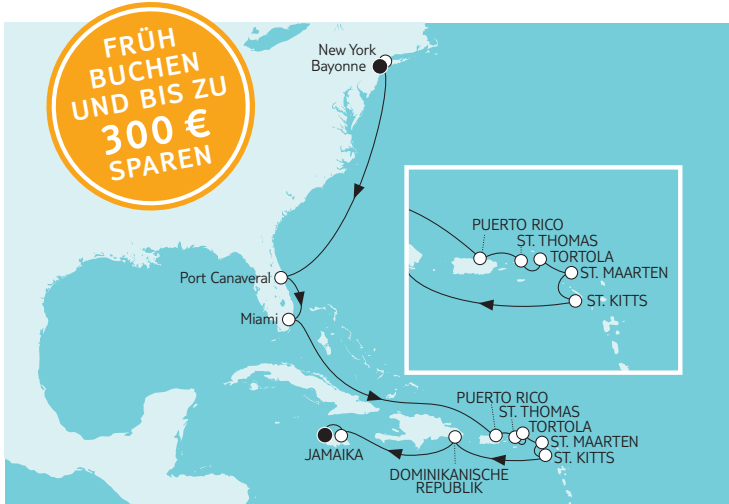 FRÜH
BUCHEN
UND BIS ZU
300 €
SPAREN
New York
Bayonne
Port Canaveral
Miami
PUERTO RICO
ST. THOMAS
TORTOLA
ST. MAARTEN
ST. KITTS
PUERTO RICO
ST. THOMAS
TORTOLA
ST. MAARTEN
ST. KITTS
JAMAIKA
DOMINIKANISCHE
REPUBLIK